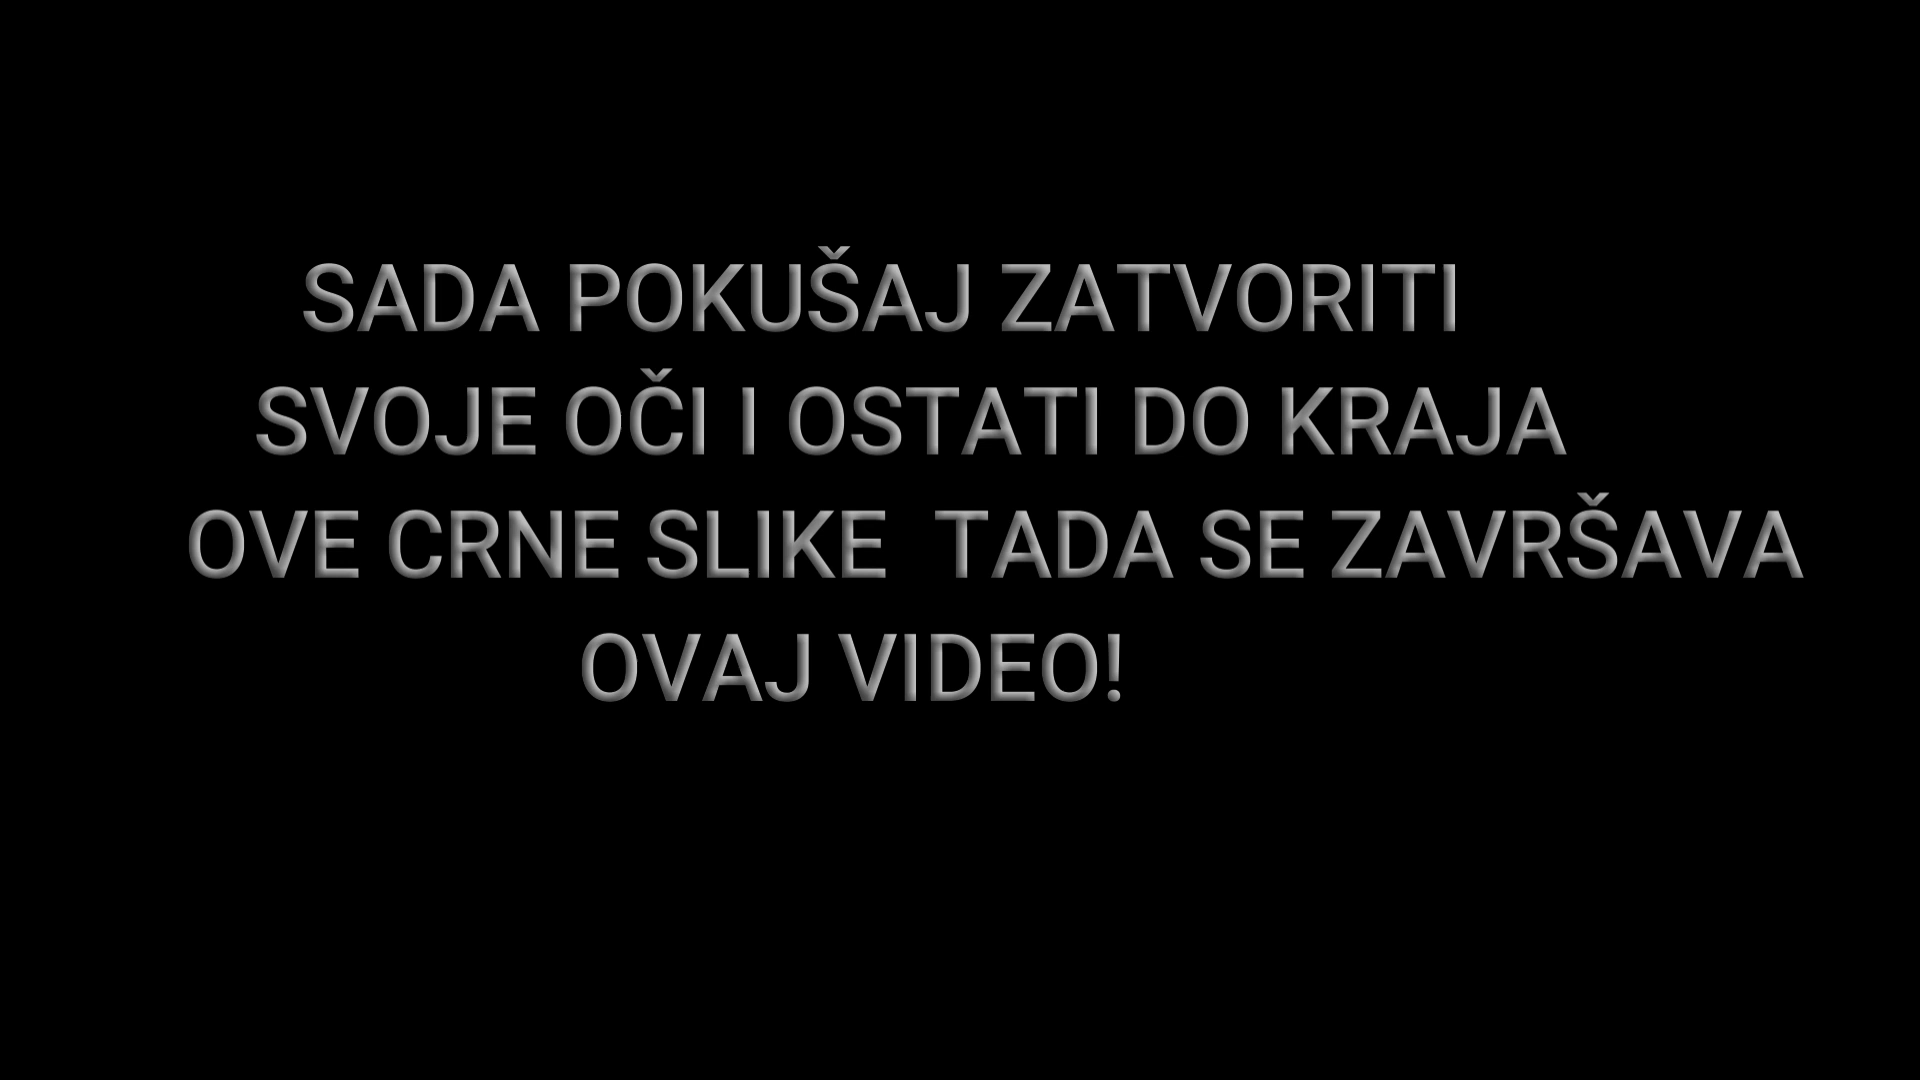 SADA POKUŠAJ ZATVORITI
SVOJE OČI I OSTATI DO KRAJA
OVE CRNE SLIKE  TADA SE ZAVRŠAVA
OVAJ VIDEO!